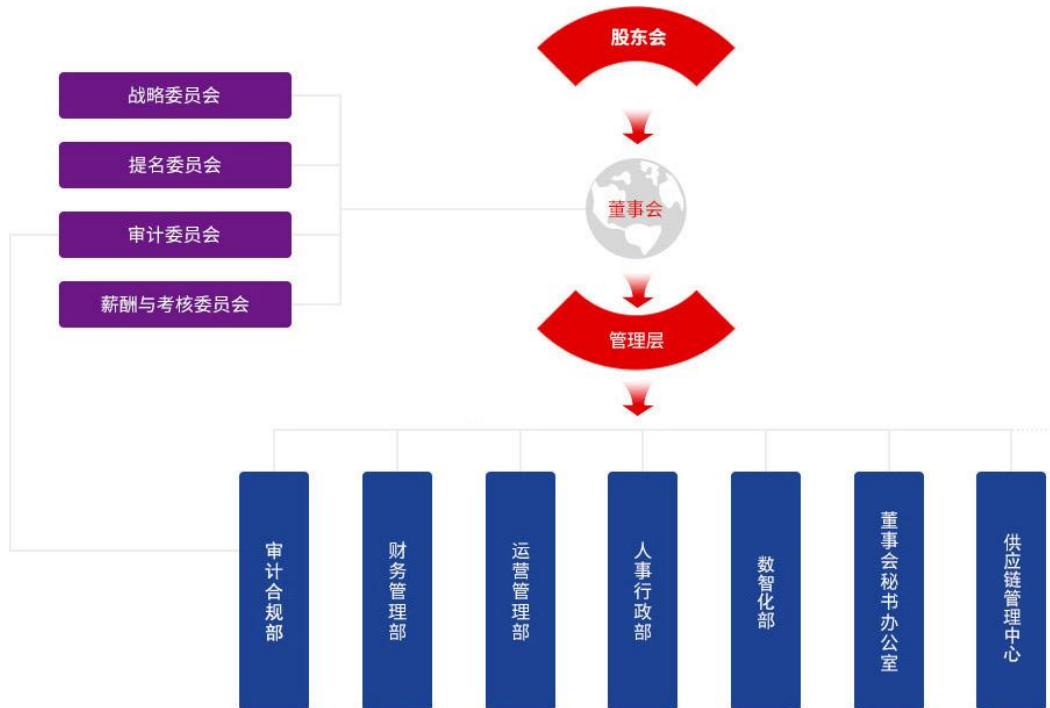 股东会
战略委员会
提名委员会
董事会
审计委员会
薪酬与考核委员会
管理层
审计合规部
财务管理部
运营管理部
人事行政部
数智化部
董事会秘书办公室
供应链管理中心